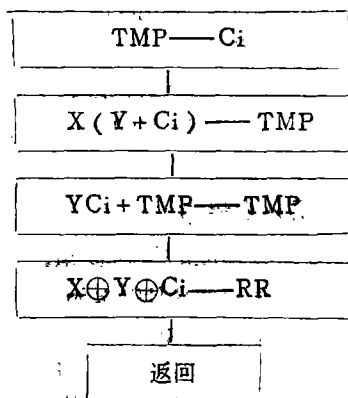 TMP——Ci
X(Y+Ci)——TMP
YCi+TMP——TMP
X⊕Y⊕Ci——RR
返回